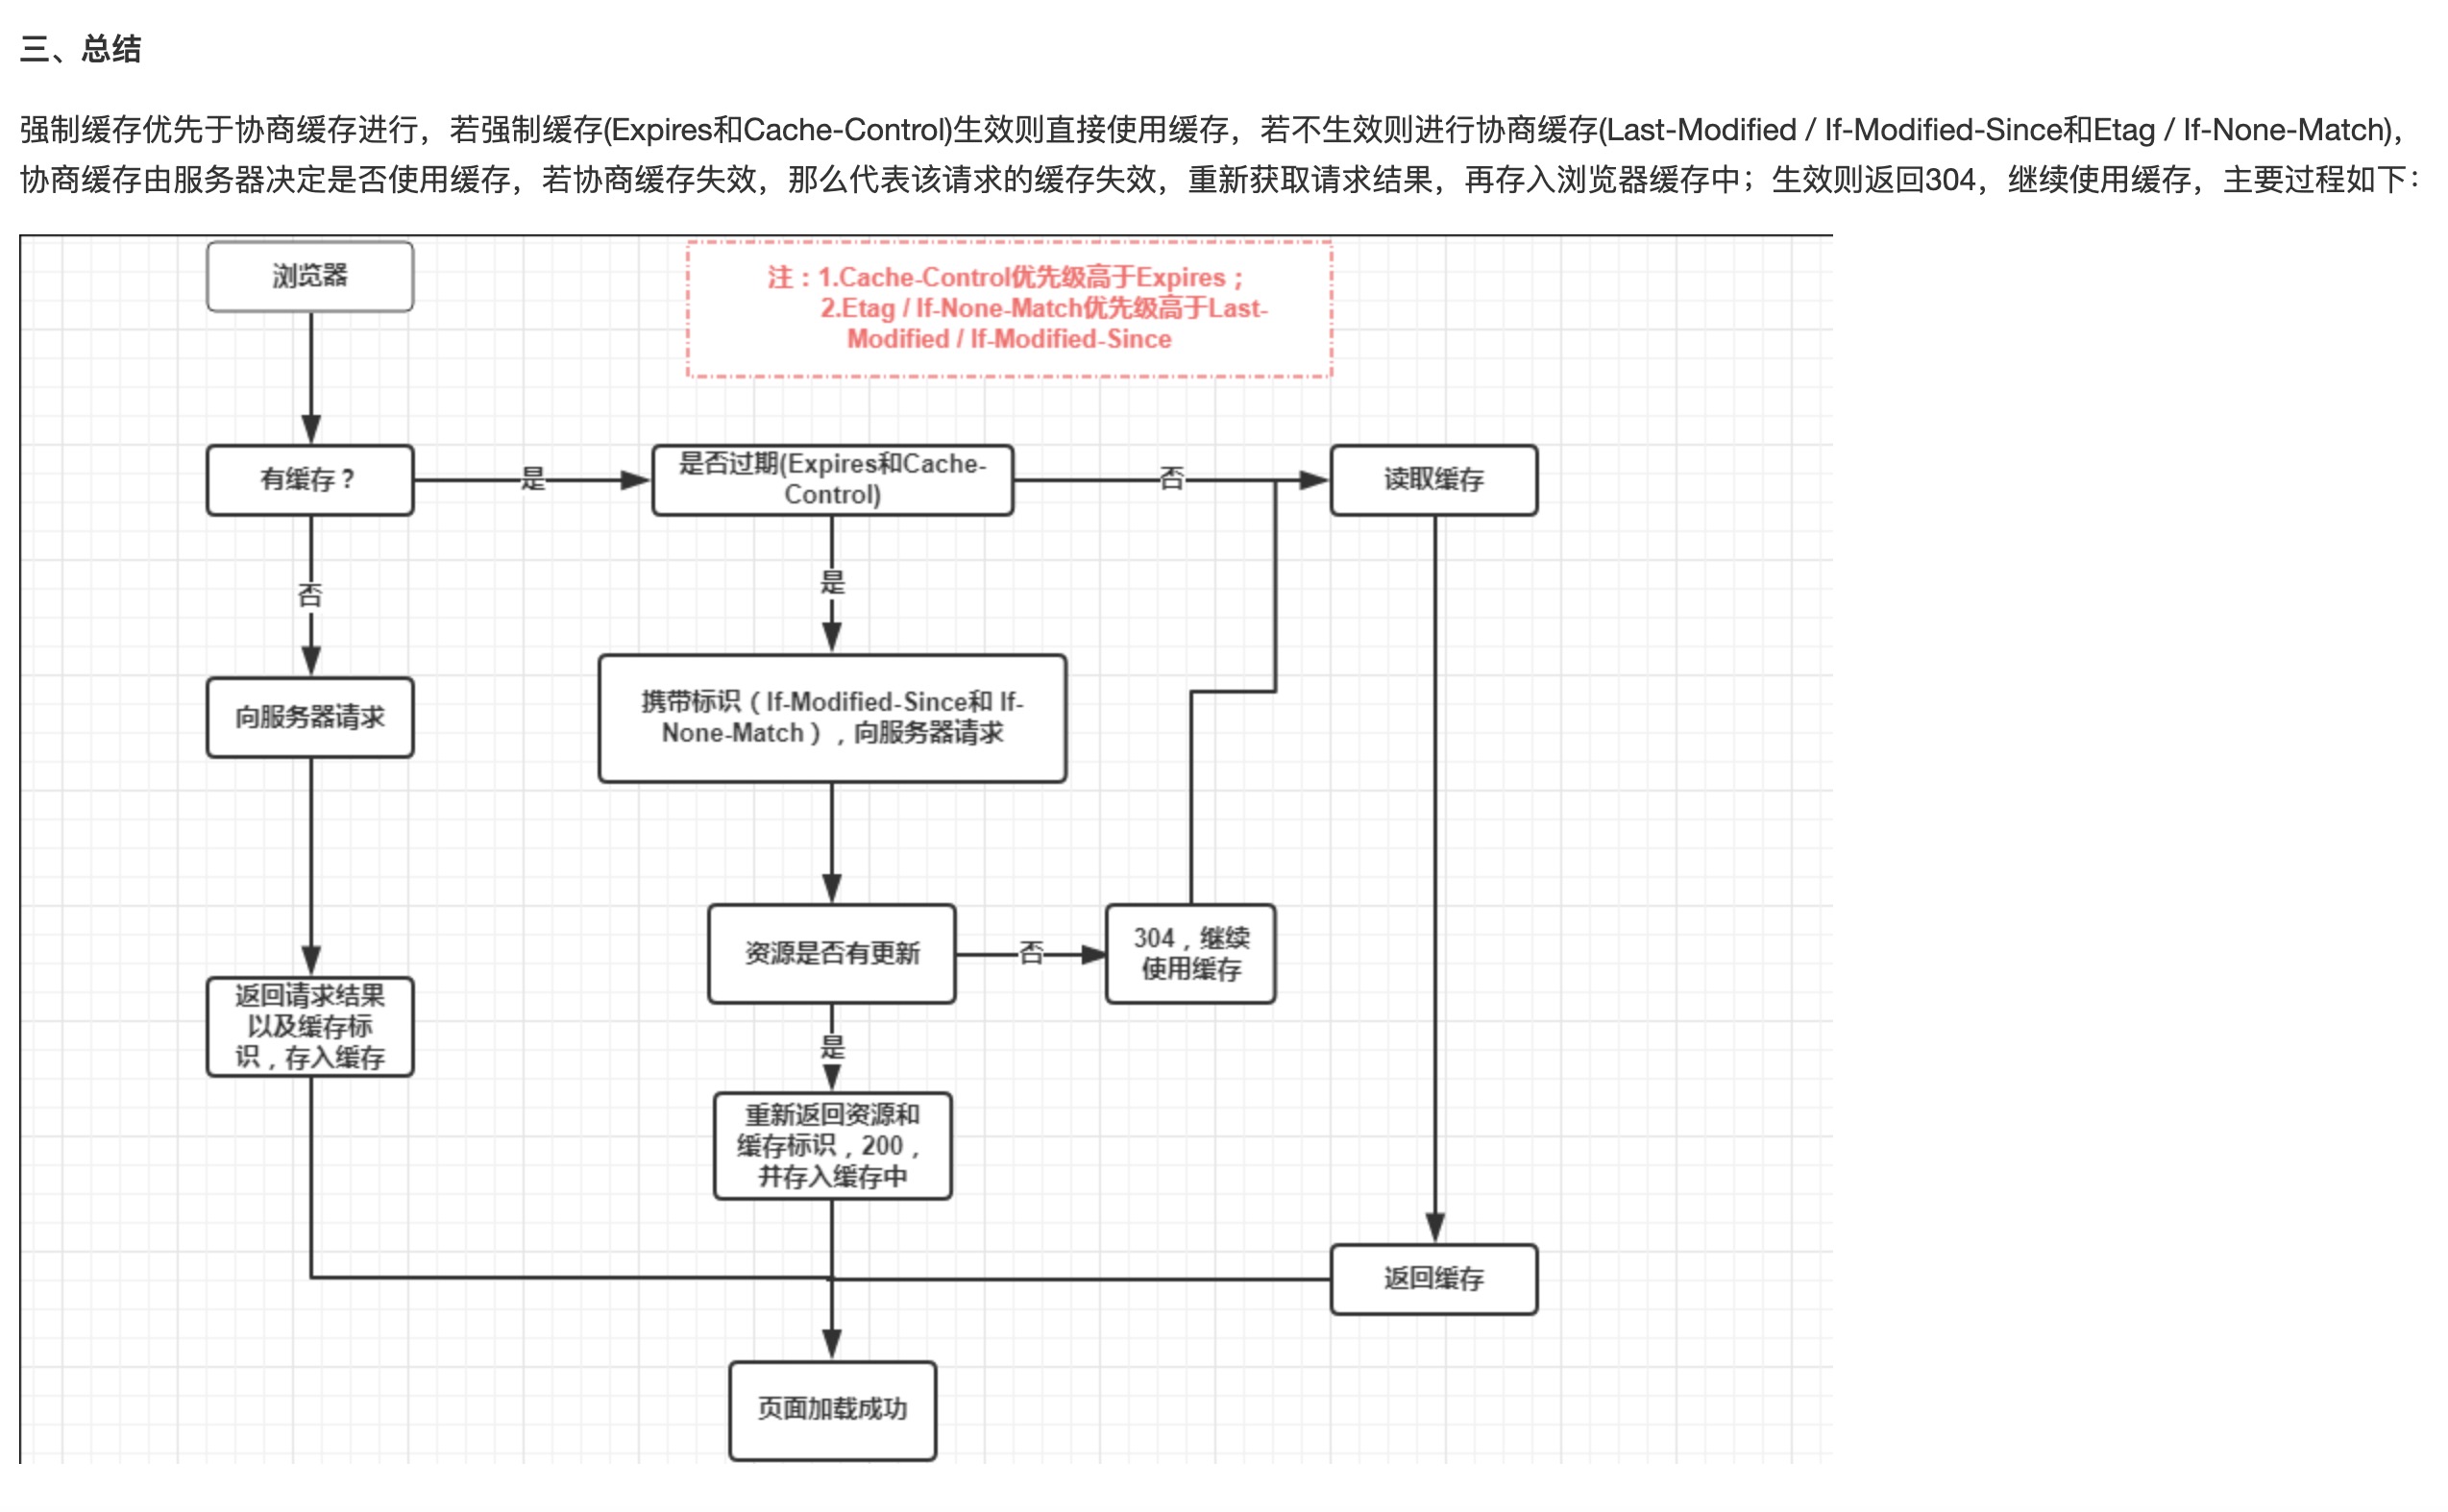 三、总结
强制缓存优先于协商缓存进行，若强制缓存(Expires和Cache-Control)生效则直接使用缓存，若不生效则进行协商缓存(Last-Modified / If-Modified-Since和Etag / If-None-Match)，
协商缓存由服务器决定是否使用缓存，若协商缓存失效，那么代表该请求的缓存失效，重新获取请求结果，再存入浏览器缓存中；生效则返回304，继续使用缓存，主要过程如下：
浏览器
注：1.Cache-Control优先级高于Expires；
2.Etag / If-None-Match优先级高于Last-
Modified / If-Modified-Since
有缓存？
是
是否过期(Expires和Cache-
Control)
否
读取缓存
否
是
向服务器请求
携带标识（If-Modified-Since和 If-
None-Match），向服务器请求
资源是否有更新
否
304，继续
使用缓存
返回请求结果
以及缓存标
识，存入缓存
是
重新返回资源和
缓存标识，200，
并存入缓存中
返回缓存
页面加载成功